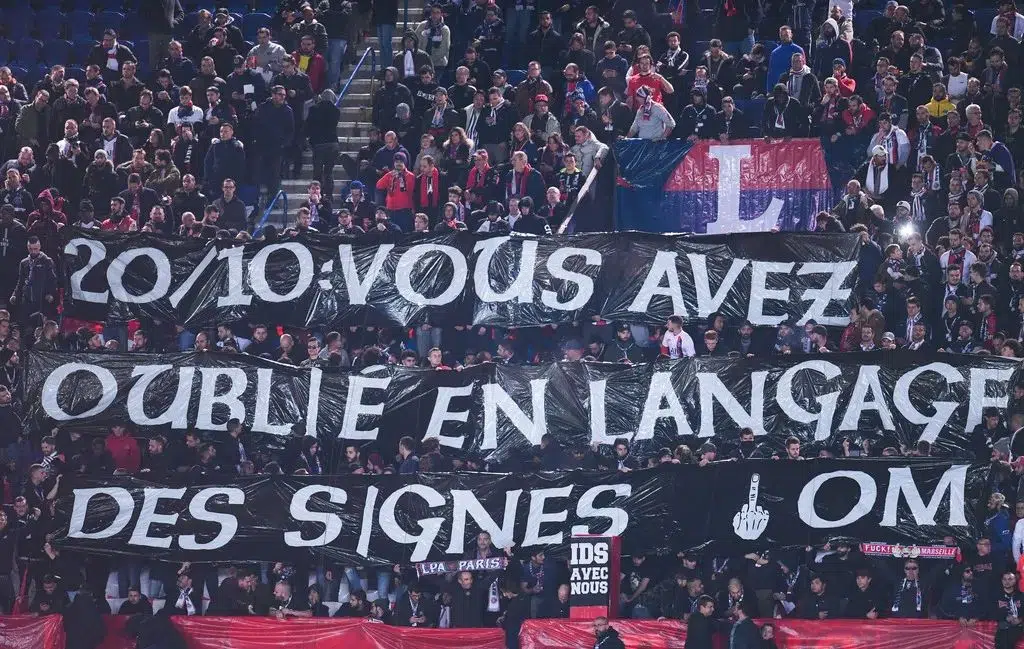 L
20/10:VOUS AVEZ
OUBLIÉ EN LANGAGE
DES SIGNES OM
FUCK MARSEILLE
LPA PARIS
IDS
AVEC
NOUS